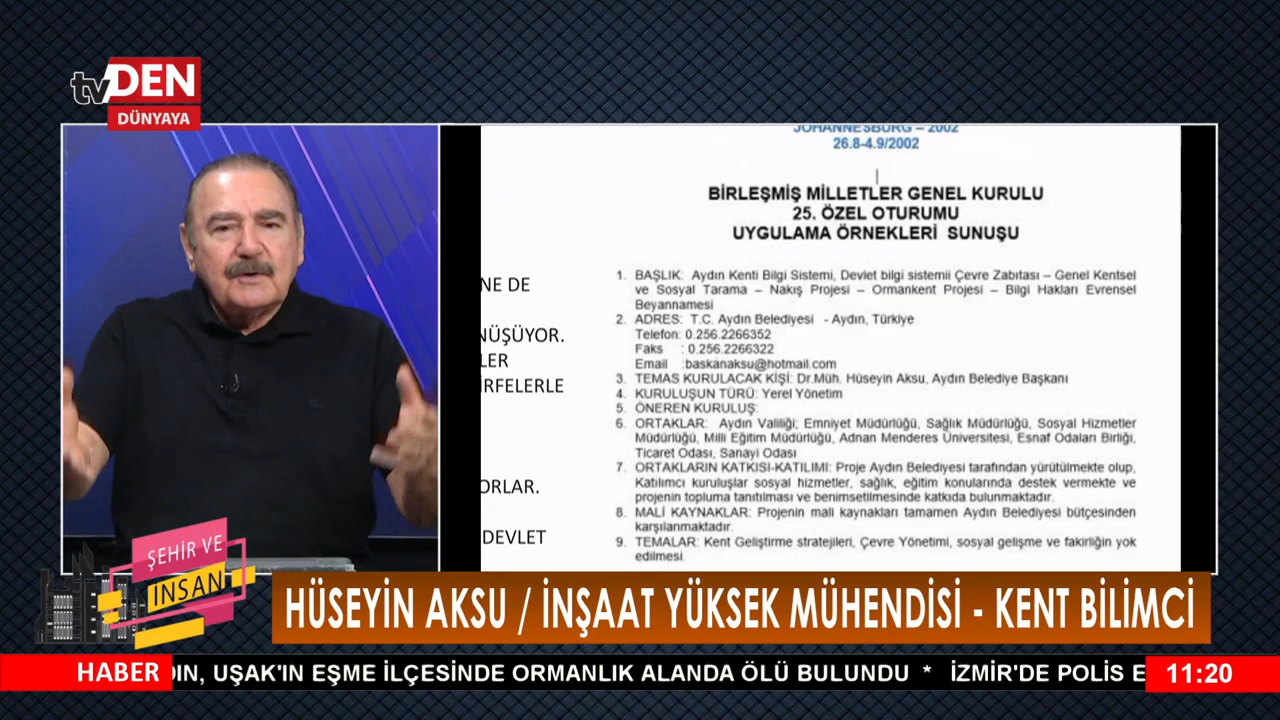 tvDEN
DÜNYAYA
JOHANNESBURG – 2002
26.8-4.9/2002
BİRLEŞMİŞ MİLLETLER GENEL KURULU
25. ÖZEL OTURUMU
UYGULAMA ÖRNEKLERİ SUNUŞU
NE DE
NÜŞÜYOR.
LER
İRFELERLE
ORLAR.
DEVLET
1. BAŞLIK: Aydın Kenti Bilgi Sistemi, Devlet bilgi sistemii Çevre Zabıtası – Genel Kentsel
ve Sosyal Tarama – Nakış Projesi – Ormankent Projesi – Bilgi Hakları Evrensel
Beyannamesi
2. ADRES: T.C. Aydın Belediyesi - Aydın, Türkiye
Telefon: 0.256.2266352
Faks : 0.256.2266322
Email :baskanaksu@hotmail.com
3. TEMAS KURULACAK KİŞİ: Dr.Müh. Hüseyin Aksu, Aydın Belediye Başkanı
4. KURULUŞUN TÜRÜ: Yerel Yönetim
5. ÖNEREN KURULUŞ:
6. ORTAKLAR: Aydın Valiliği; Emniyet Müdürlüğü, Sağlık Müdürlüğü, Sosyal Hizmetler
Müdürlüğü, Milli Eğitim Müdürlüğü, Adnan Menderes Üniversitesi, Esnaf Odaları Birliği,
Ticaret Odası, Sanayi Odası
7. ORTAKLARIN KATKISI-KATILIMI: Proje Aydın Belediyesi tarafından yürütülmekte olup,
Katılımcı kuruluşlar sosyal hizmetler, sağlık, eğitim konularında destek vermekte ve
projenin topluma tanıtılması ve benimsetilmesinde katkıda bulunmaktadır.
8. MALİ KAYNAKLAR: Projenin mali kaynakları tamamen Aydın Belediyesi bütçesinden
karşılanmaktadır.
9. TEMALAR: Kent Geliştirme stratejileri, Çevre Yönetimi, sosyal gelişme ve fakirliğin yok
edilmesi.
ŞEHİR VE
İNSAN
HÜSEYİN AKSU / İNŞAAT YÜKSEK MÜHENDİSİ - KENT BİLİMCİ
HABER
DIN, UŞAK'IN EŞME İLÇESİNDE ORMANLIK ALANDA ÖLÜ BULUNDU * İZMİR'DE POLİS E
11:20